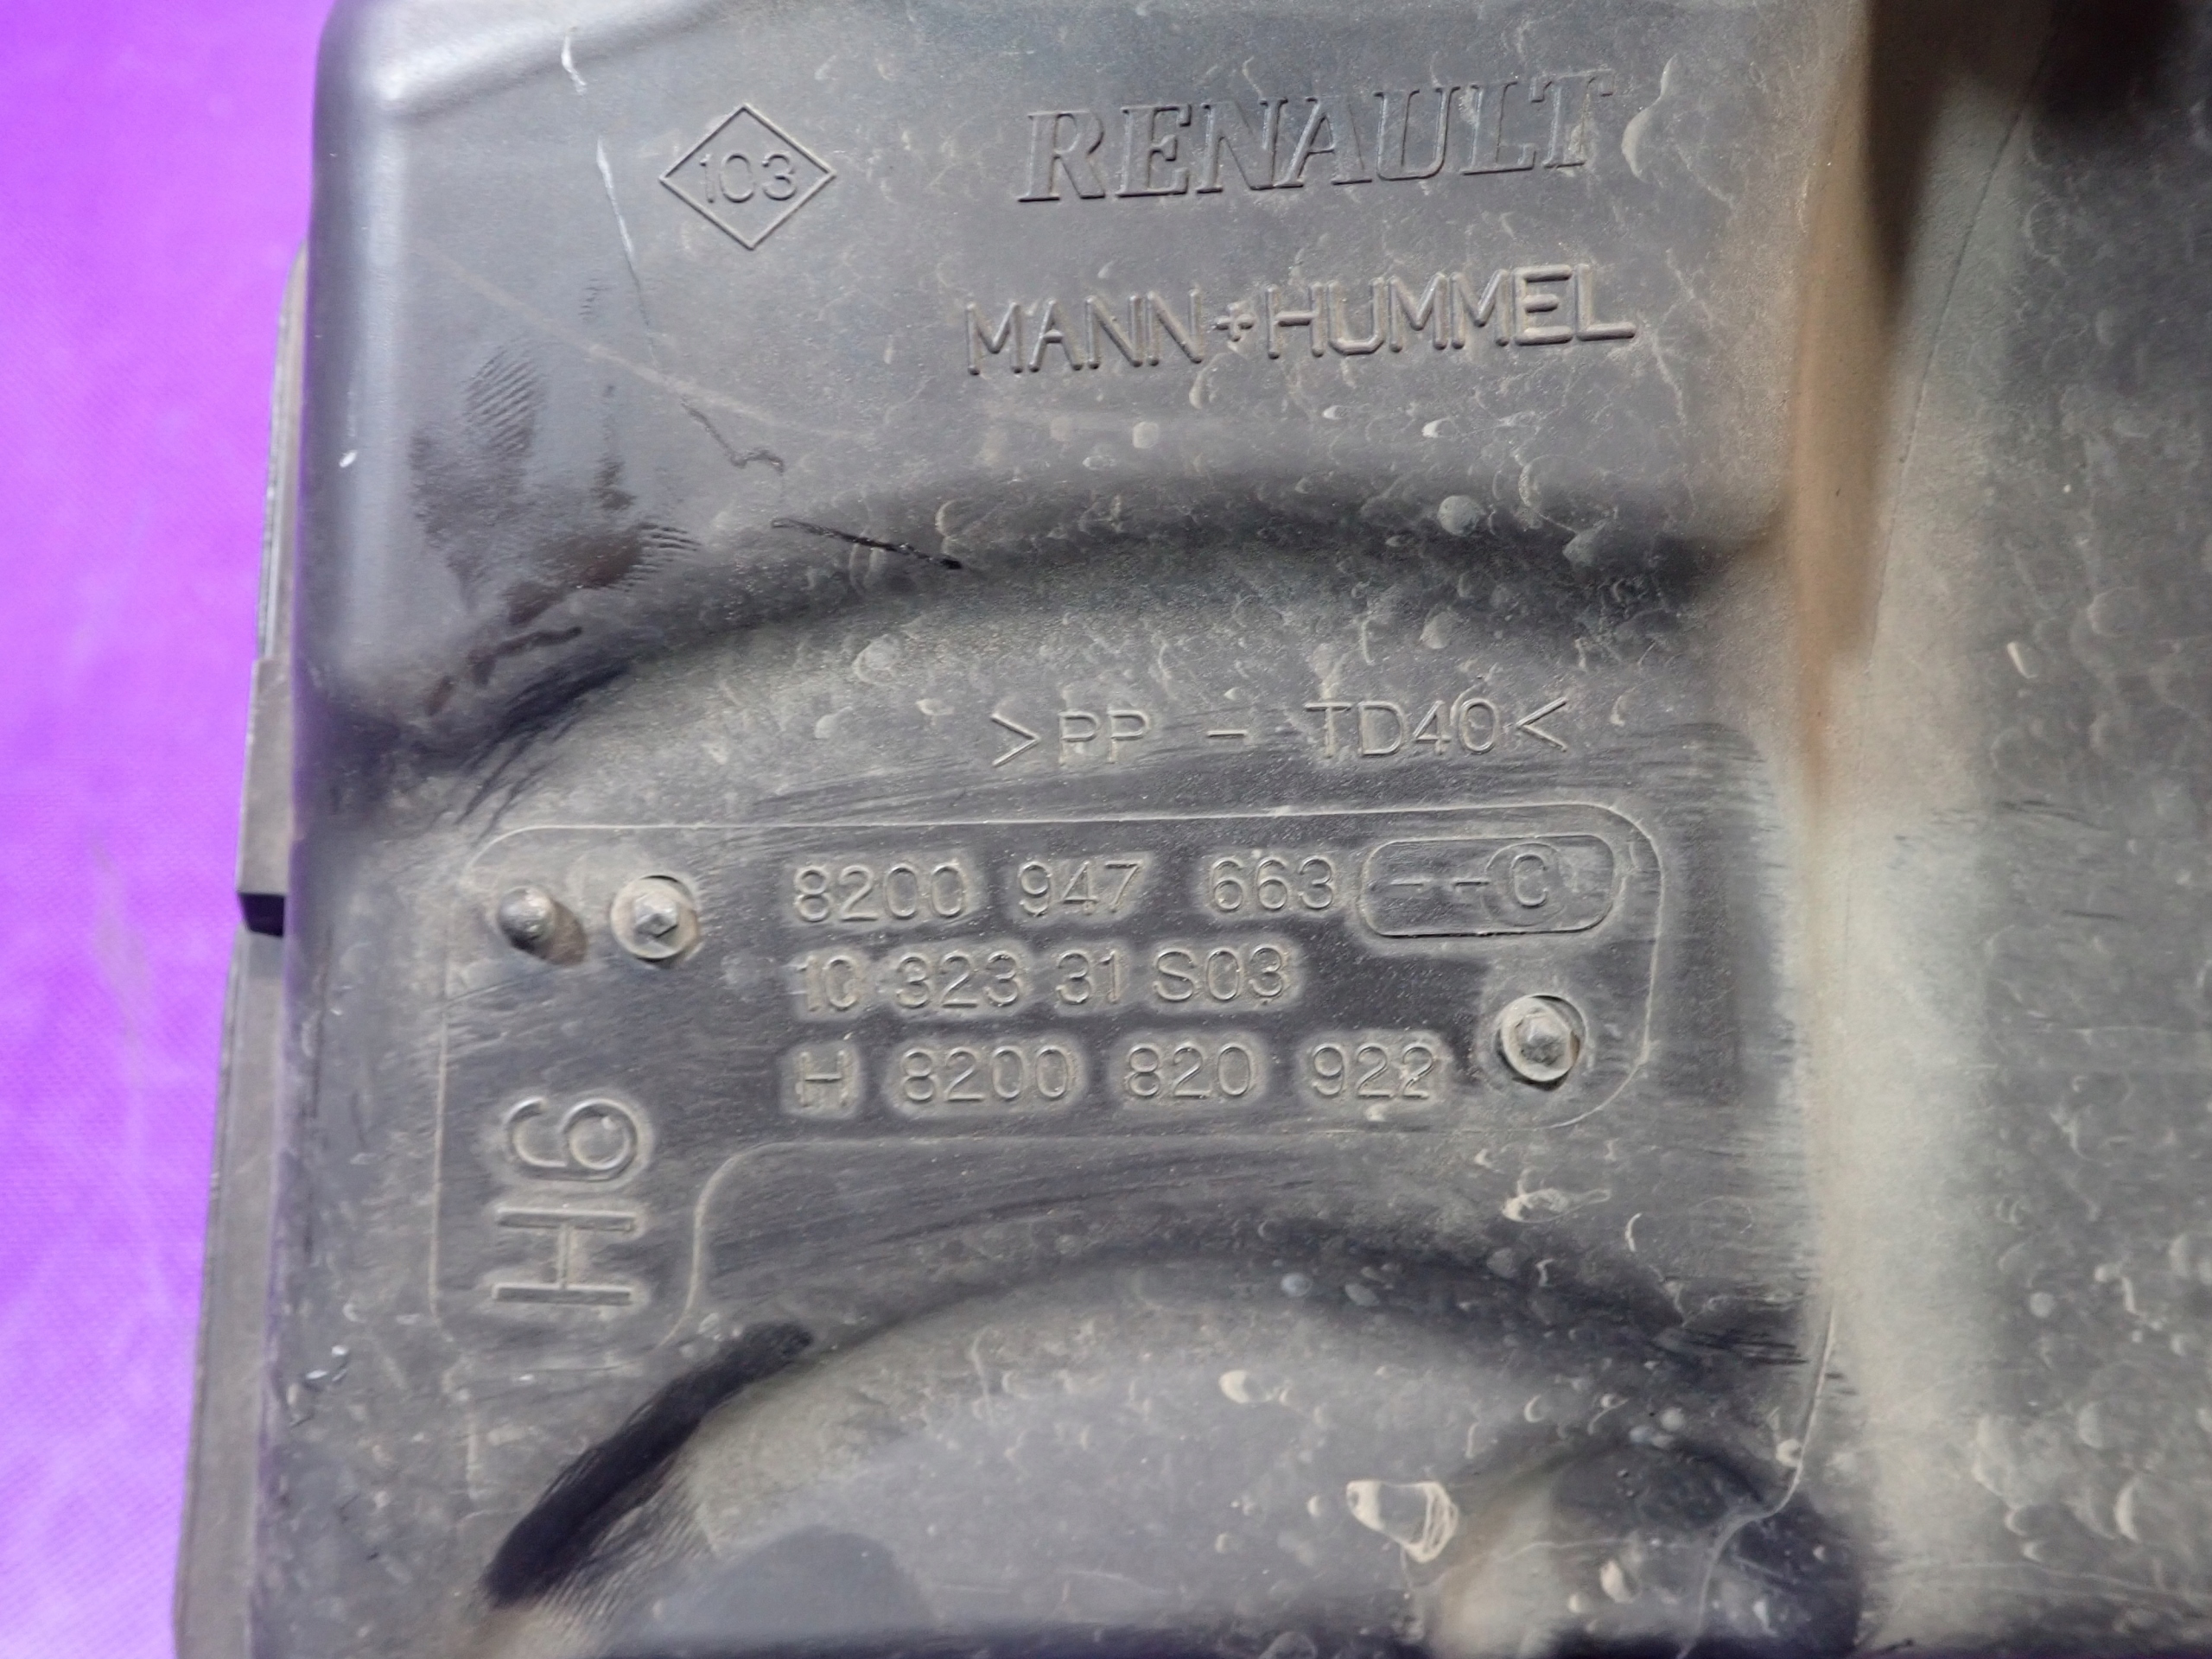 103
RENAULT
MANN+HUMMEL
>PP - TD40<
8200 947 663 --C
10 323 31 S03
H 8200 820 922
H6